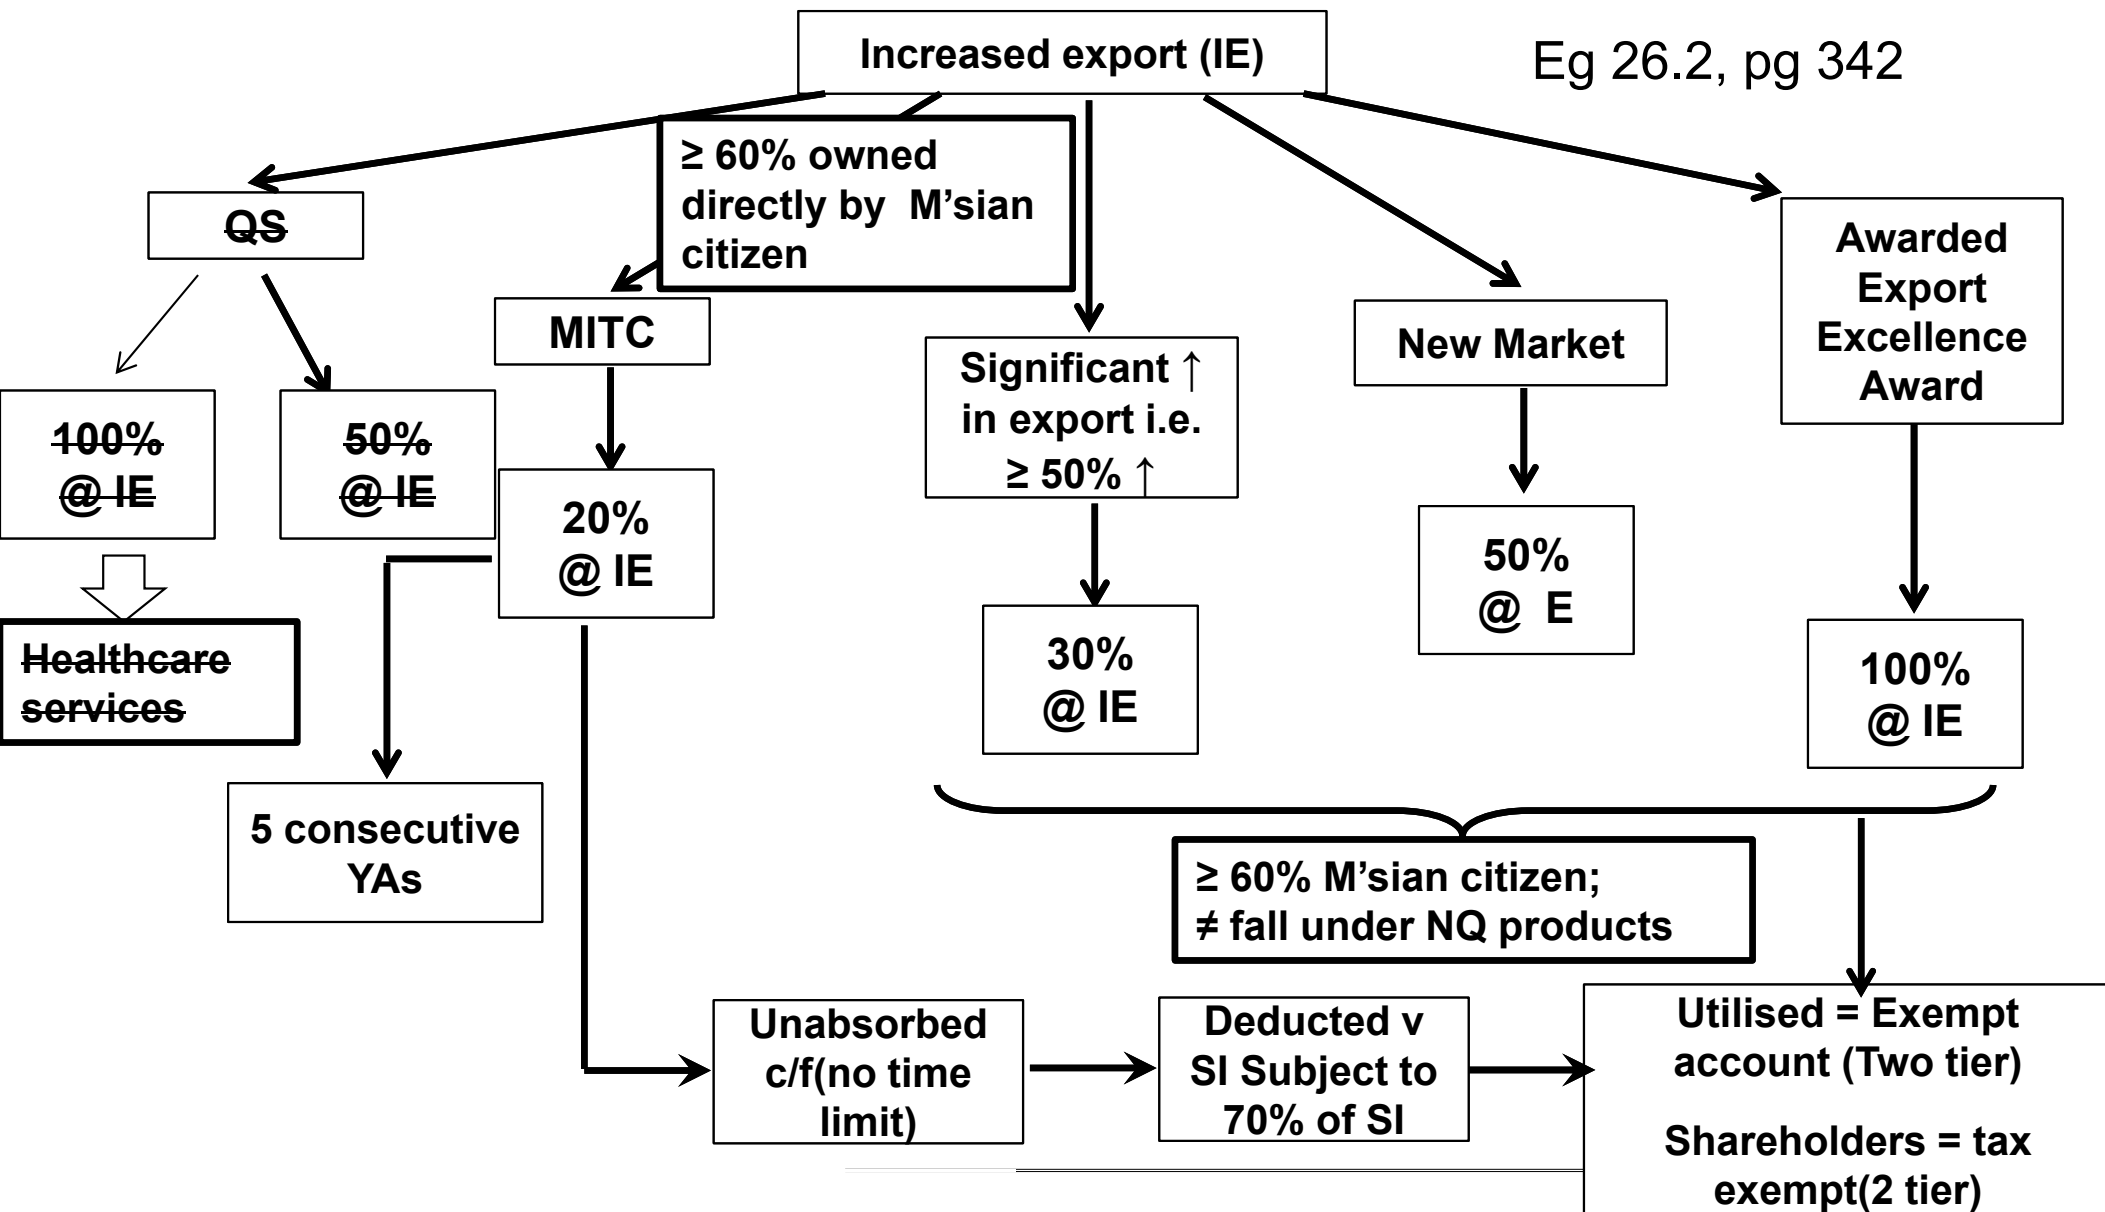 Increased export (IE)
Eg 26.2, pg 342
≥ 60% owned
directly by M’sian
citizen
QS
MITC
Significant ↑
in export i.e.
≥ 50% ↑
New Market
Awarded
Export
Excellence
Award
100%
@ IE
50%
@ IE
20%
@ IE
30%
@ IE
50%
@ E
100%
@ IE
Healthcare
services
5 consecutive
YAs
≥ 60% M’sian citizen;
≠ fall under NQ products
Unabsorbed
c/f(no time
limit)
Deducted v
SI Subject to
70% of SI
Utilised = Exempt
account (Two tier)
Shareholders = tax
exempt(2 tier)